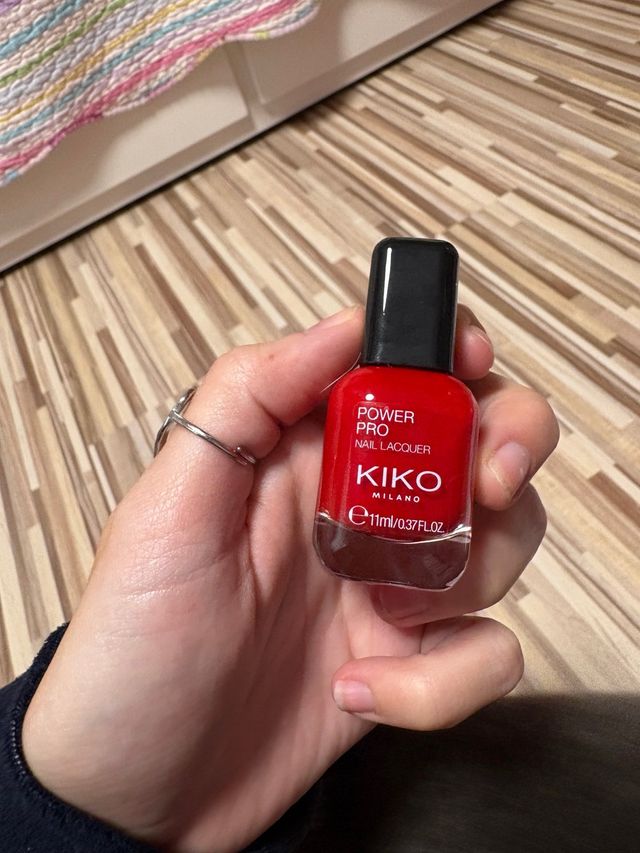 POWER
PRO
NAIL LACQUER
KIKO
MILANO
℮11ml/0.37FL.OZ.